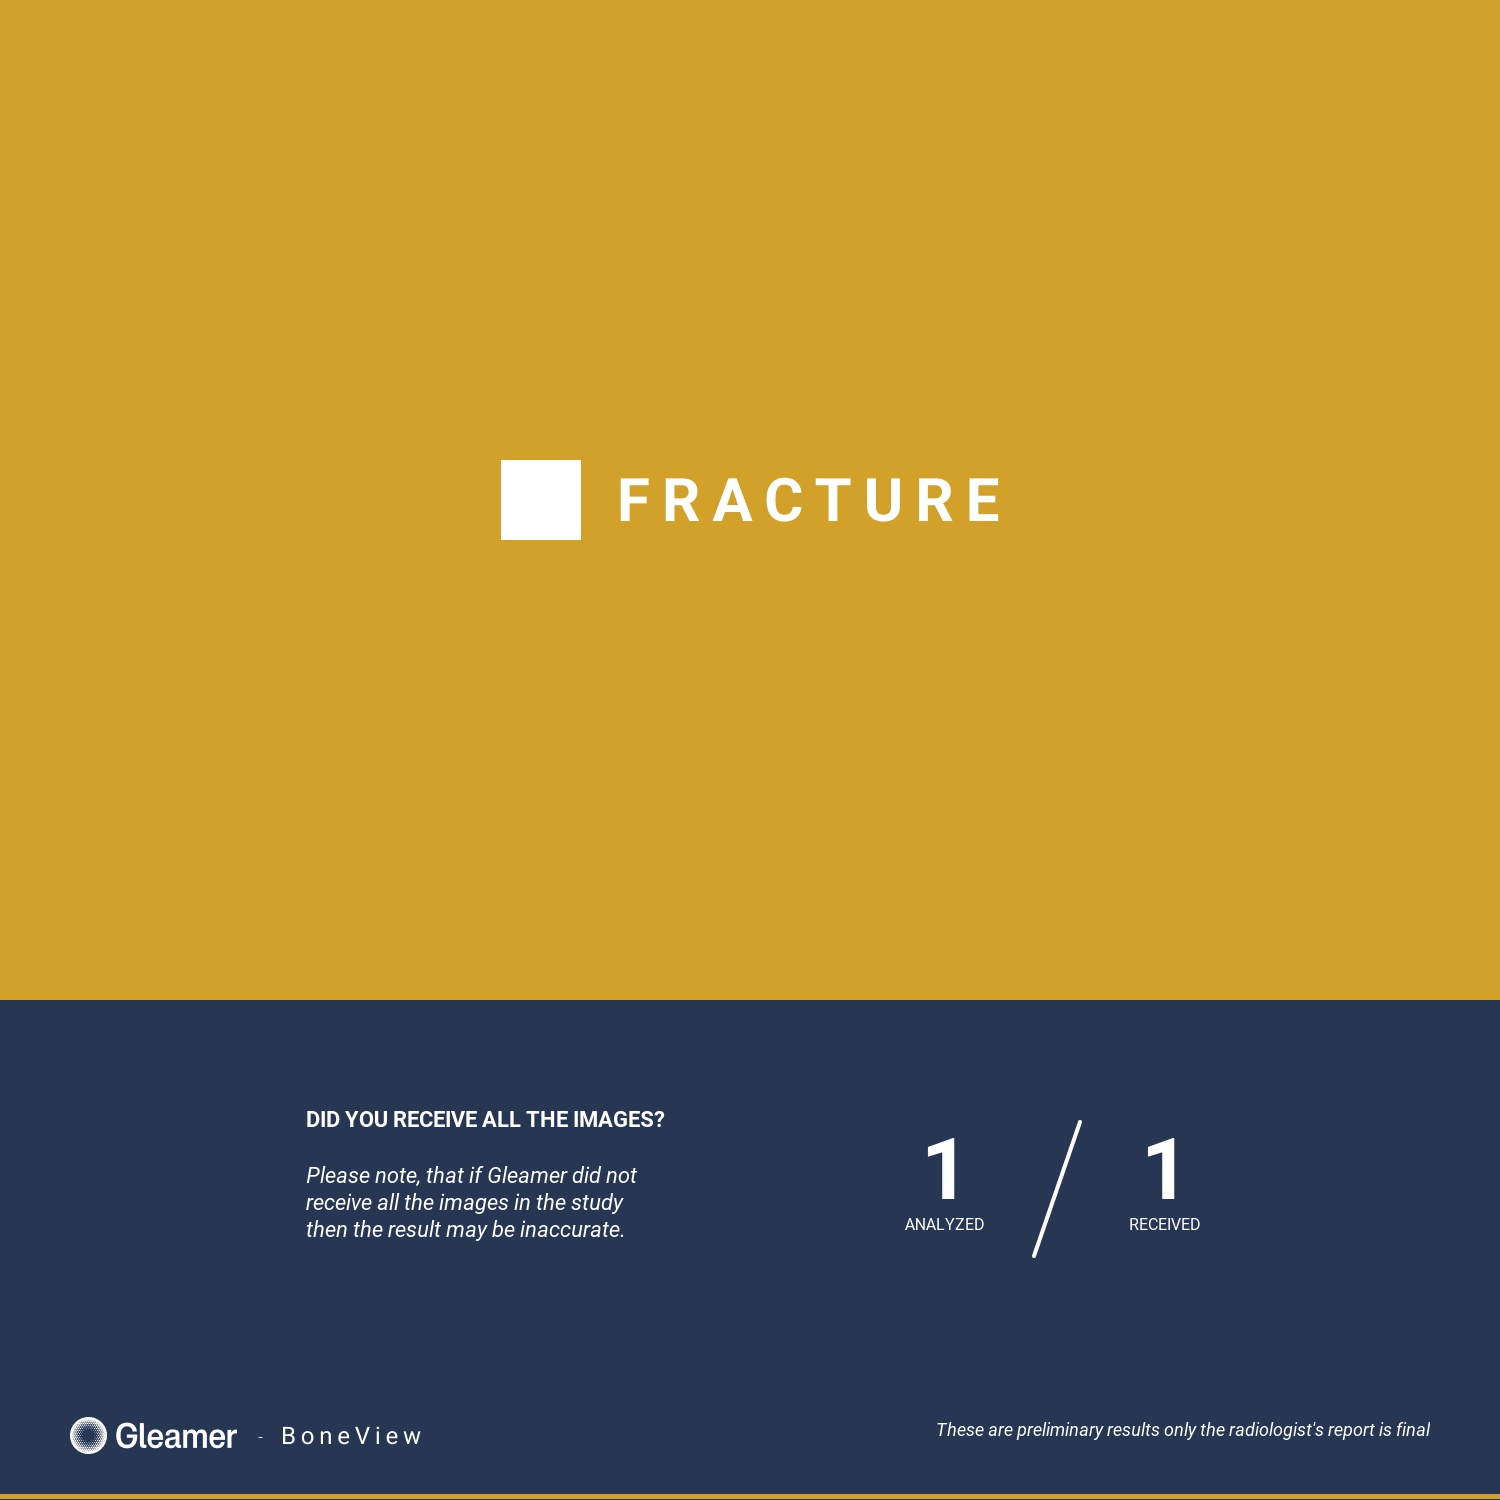 FRACTURE
DID YOU RECEIVE ALL THE IMAGES?
Please note, that if Gleamer did not
receive all the images in the study
then the result may be inaccurate.
1 / 1
ANALYZED RECEIVED
Gleamer - BoneView
These are preliminary results only the radiologist's report is final